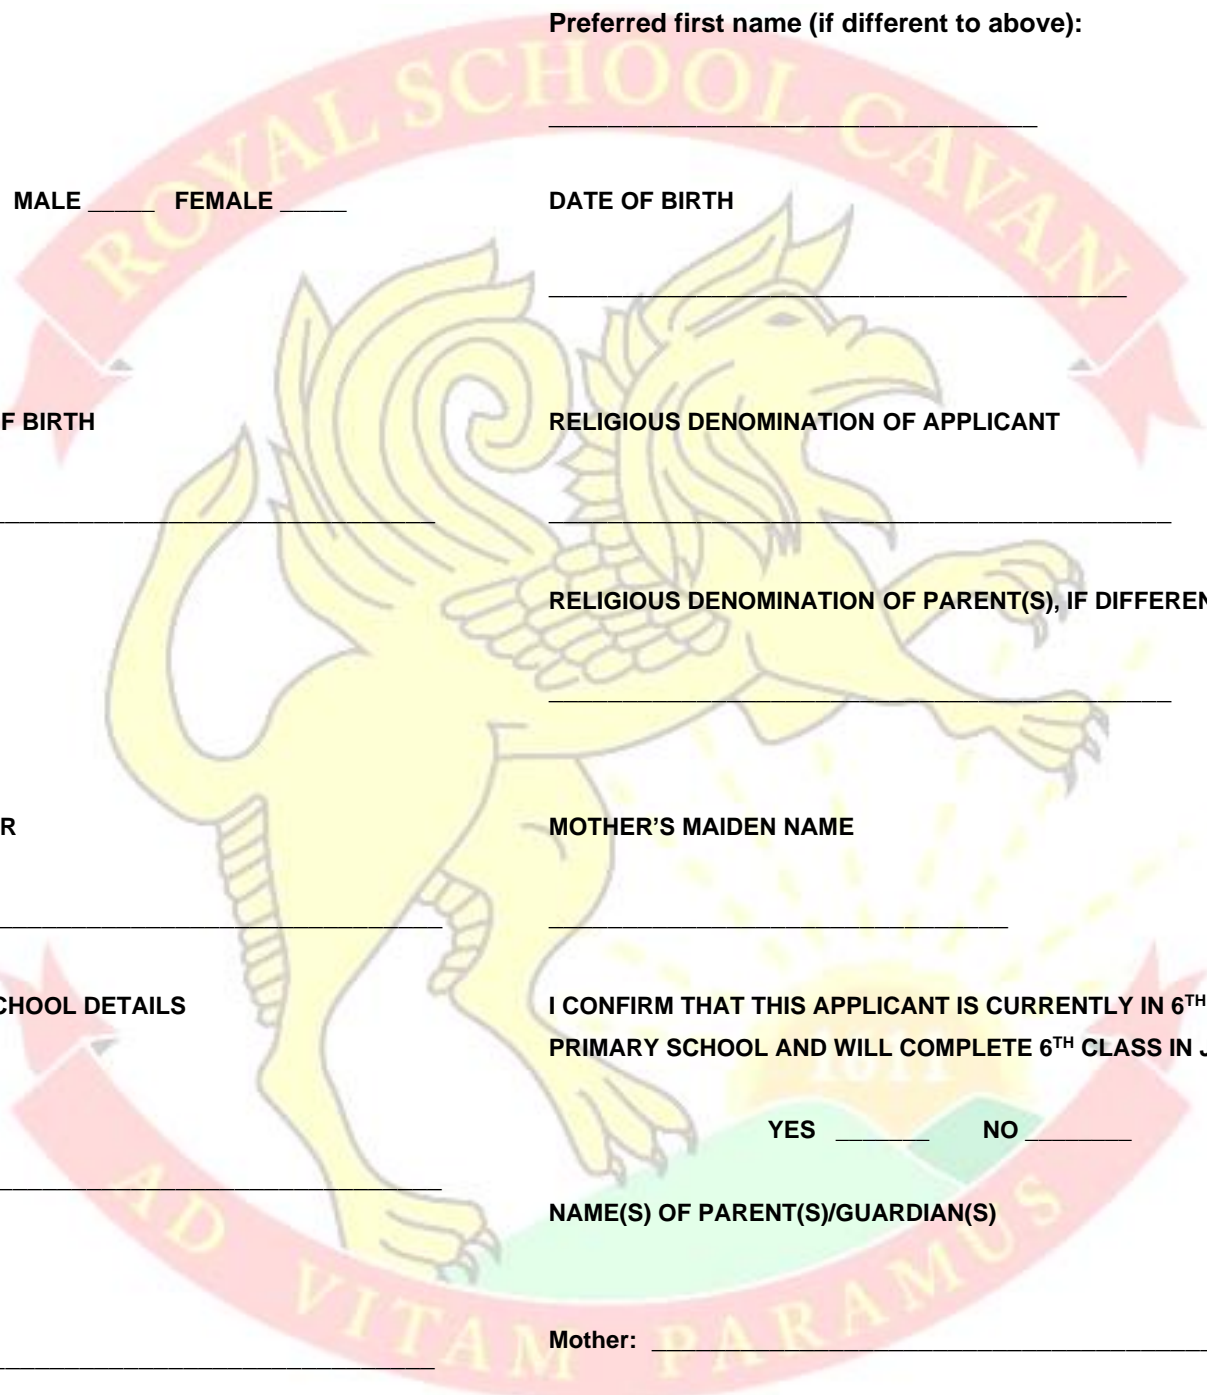 Preferred first name (if different to above):
ROYAL SCHOOL CAVAN
MALE _____ FEMALE _____
DATE OF BIRTH
F BIRTH
RELIGIOUS DENOMINATION OF APPLICANT
RELIGIOUS DENOMINATION OF PARENT(S), IF DIFFEREN
R
MOTHER’S MAIDEN NAME
CHOOL DETAILS
I CONFIRM THAT THIS APPLICANT IS CURRENTLY IN 6TH
PRIMARY SCHOOL AND WILL COMPLETE 6TH CLASS IN J
1611
YES _______ NO ________
NAME(S) OF PARENT(S)/GUARDIAN(S)
Mother: ____________________
AD VITAM PARAMUS